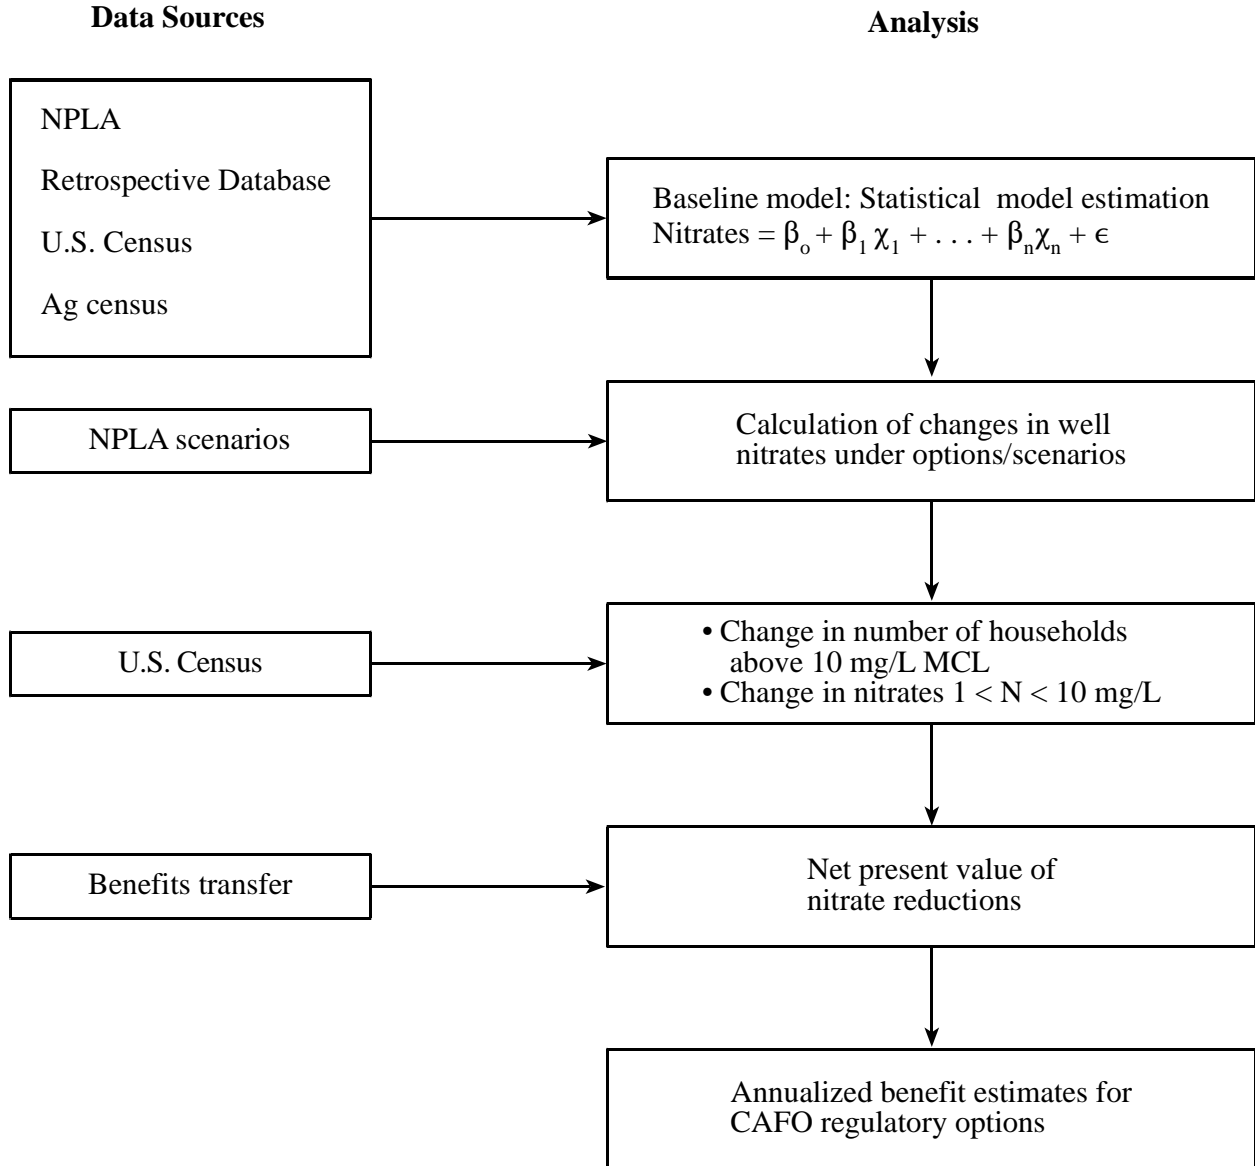 Data Sources
Analysis
NPLA
Retrospective Database
U.S. Census
Ag census
Baseline model: Statistical model estimation
Nitrates = β₀ + β₁ χ₁ + . . . + βₙχₙ + ϵ
NPLA scenarios
Calculation of changes in well
nitrates under options/scenarios
U.S. Census
• Change in number of households
above 10 mg/L MCL
• Change in nitrates 1 < N < 10 mg/L
Benefits transfer
Net present value of
nitrate reductions
Annualized benefit estimates for
CAFO regulatory options